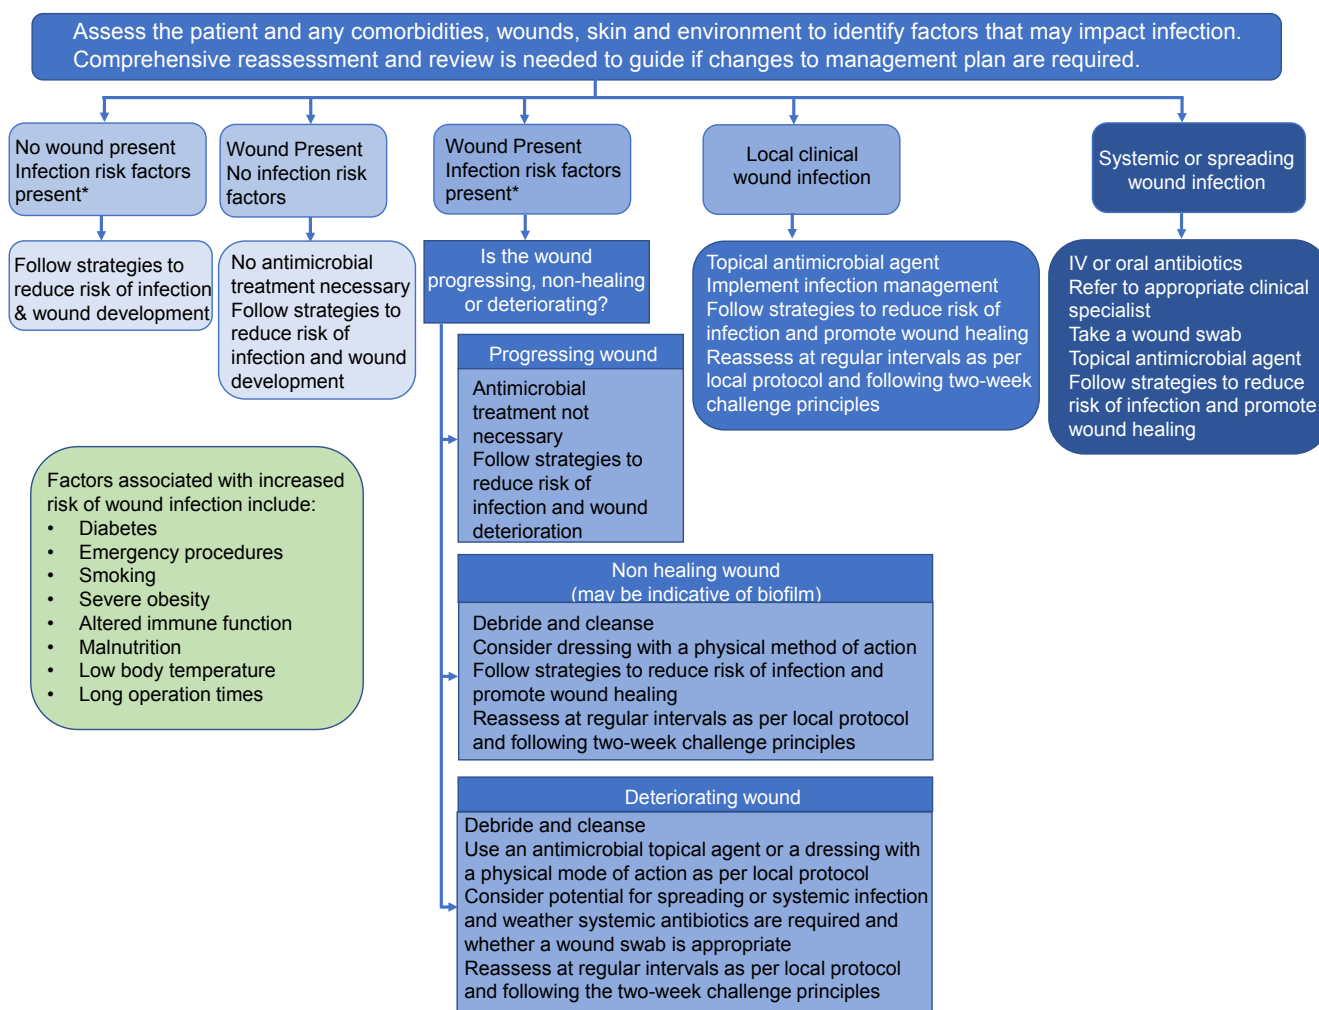 Assess the patient and any comorbidities, wounds, skin and environment to identify factors that may impact infection.
Comprehensive reassessment and review is needed to guide if changes to management plan are required.
No wound present
Infection risk factors
present*
Wound Present
No infection risk
factors
Wound Present
Infection risk factors
present*
Local clinical
wound infection
Systemic or spreading
wound infection
Follow strategies to
reduce risk of infection
& wound development
No antimicrobial
treatment necessary
Follow strategies to
reduce risk of
infection and wound
development
Is the wound
progressing, non-healing
or deteriorating?
Topical antimicrobial agent
Implement infection management
Follow strategies to reduce risk of
infection and promote wound healing
Reassess at regular intervals as per
local protocol and following two-week
challenge principles
IV or oral antibiotics
Refer to appropriate clinical
specialist
Take a wound swab
Topical antimicrobial agent
Follow strategies to reduce
risk of infection and promote
wound healing
Progressing wound
Antimicrobial
treatment not
necessary
Follow strategies to
reduce risk of
infection and wound
deterioration
Factors associated with increased
risk of wound infection include:
• Diabetes
• Emergency procedures
• Smoking
• Severe obesity
• Altered immune function
• Malnutrition
• Low body temperature
• Long operation times
Non healing wound
(may be indicative of biofilm)
Debride and cleanse
Consider dressing with a physical method of action
Follow strategies to reduce risk of infection and
promote wound healing
Reassess at regular intervals as per local protocol
and following two-week challenge principles
Deteriorating wound
Debride and cleanse
Use an antimicrobial topical agent or a dressing with
a physical mode of action as per local protocol
Consider potential for spreading or systemic infection
and weather systemic antibiotics are required and
whether a wound swab is appropriate
Reassess at regular intervals as per local protocol
and following the two-week challenge principles